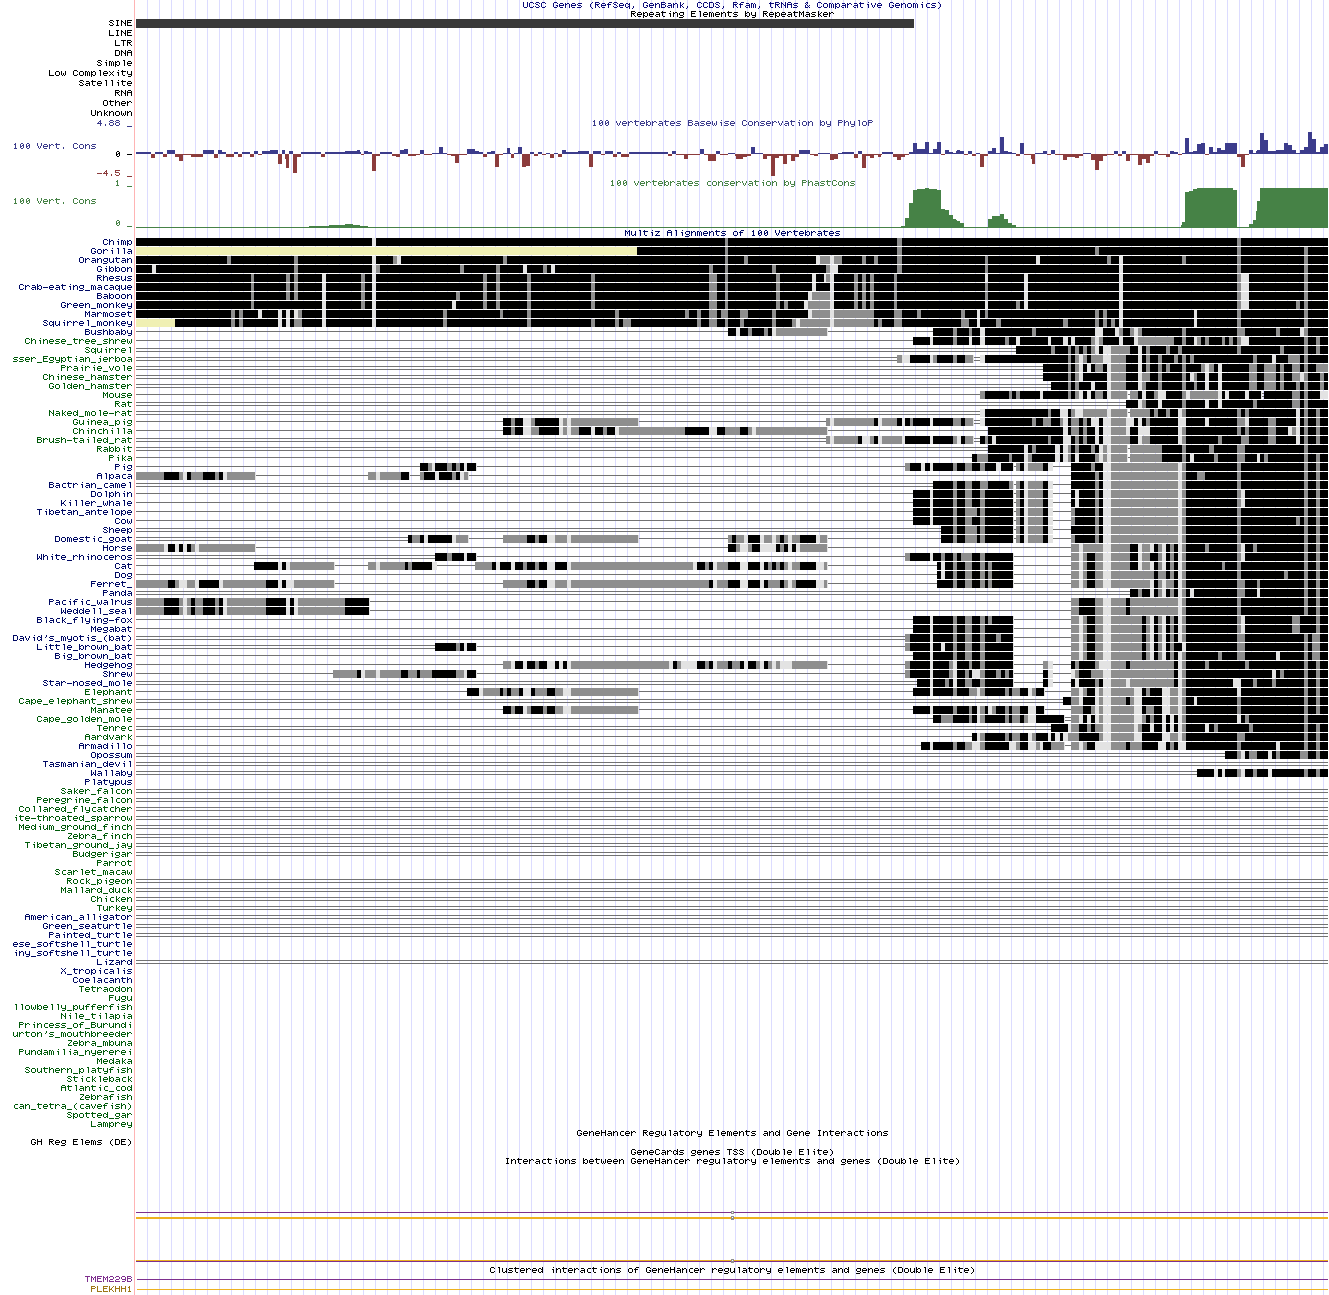 UCSC Genes (RefSeq, GenBank, CCDS, Rfam, tRNAs & Comparative Genomics)
Repeating Elements by RepeatMasker
SINE
LINE
LTR
DNA
Simple
Low Complexity
Satellite
RNA
Other
Unknown
4.88 _
100 vertebrates Basewise Conservation by PhyloP
100 Vert. Cons
0 -
-4.5 _
100 vertebrates conservation by PhastCons
1 _
100 Vert. Cons
0 _
Multiz Alignments of 100 Vertebrates
Chimp
Gorilla
Orangutan
Gibbon
Rhesus
Crab-eating_macaque
Baboon
Green_monkey
Marmoset
Squirrel_monkey
Bushbaby
Chinese_tree_shrew
Squirrel
sser_Egyptian_jerboa
Prairie_vole
Chinese_hamster
Golden_hamster
Mouse
Rat
Naked_mole-rat
Guinea_pig
Chinchilla
Brush-tailed_rat
Rabbit
Pika
Pig
Alpaca
Bactrian_camel
Dolphin
Killer_whale
Tibetan_antelope
Cow
Sheep
Domestic_goat
Horse
White_rhinoceros
Cat
Dog
Ferret_
Panda
Pacific_walrus
Weddell_seal
Black_flying-fox
Megabat
David's_myotis_(bat)
Little_brown_bat
Big_brown_bat
Hedgehog
Shrew
Star-nosed_mole
Elephant
Cape_elephant_shrew
Manatee
Cape_golden_mole
Tenrec
Aardvark
Armadillo
Opossum
Tasmanian_devil
Wallaby
Platypus
Saker_falcon
Peregrine_falcon
Collared_flycatcher
ite-throated_sparrow
Medium_ground_finch
Zebra_finch
Tibetan_ground_jay
Budgerigar
Parrot
Scarlet_macaw
Rock_pigeon
Mallard_duck
Chicken
Turkey
American_alligator
Green_seaturtle
Painted_turtle
ese_softshell_turtle
iny_softshell_turtle
Lizard
X_tropicalis
Coelacanth
Tetraodon
Fugu
llowbelly_pufferfish
Nile_tilapia
Princess_of_Burundi
urton's_mouthbreeder
Zebra_mbuna
Pundamilia_nyererei
Medaka
Southern_platyfish
Stickleback
Atlantic_cod
Zebrafish
can_tetra_(cavefish)
Spotted_gar
Lamprey
GeneHancer Regulatory Elements and Gene Interactions
GH Reg Elems (DE)
GeneCards genes TSS (Double Elite)
Interactions between GeneHancer regulatory elements and genes (Double Elite)
Clustered interactions of GeneHancer regulatory elements and genes (Double Elite)
TMEM229B
PLEKHH1